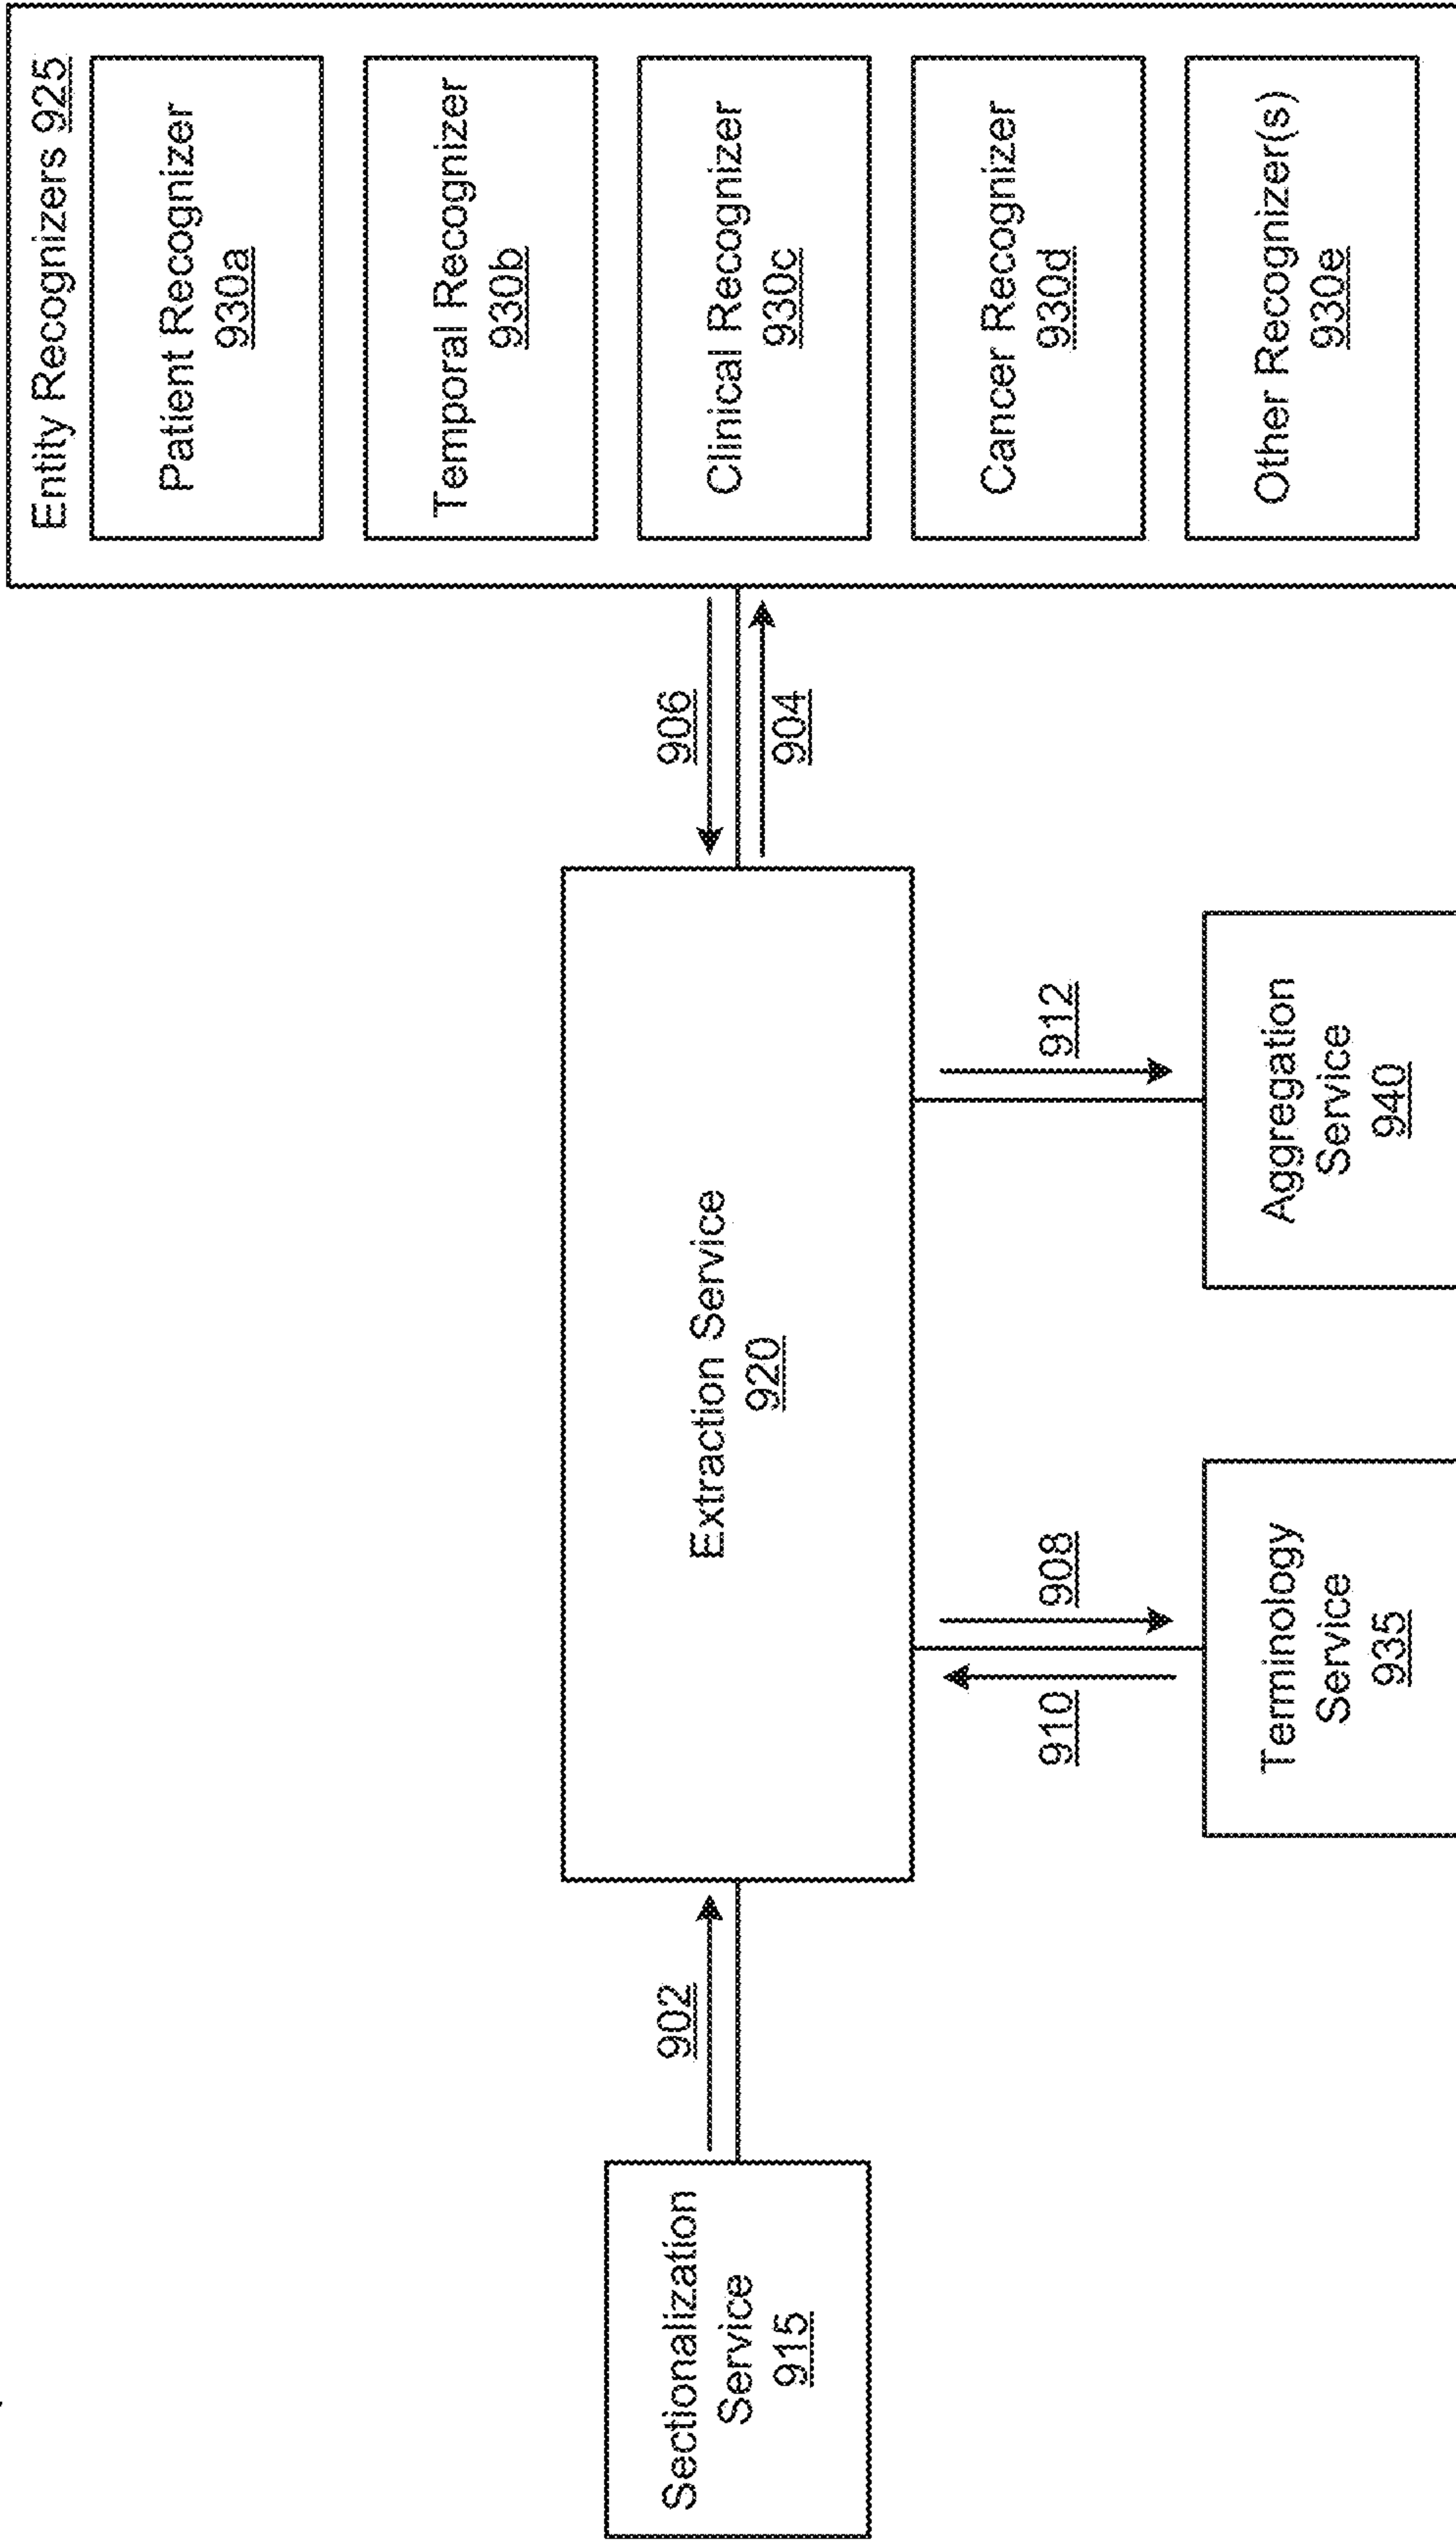 Sectionalization
Service
915
902
Extraction Service
920
906
904
Entity Recognizers 925
Patient Recognizer
930a
Temporal Recognizer
930b
Clinical Recognizer
930c
Cancer Recognizer
930d
Other Recognizer(s)
930e
910
908
Terminology
Service
935
912
Aggregation
Service
940